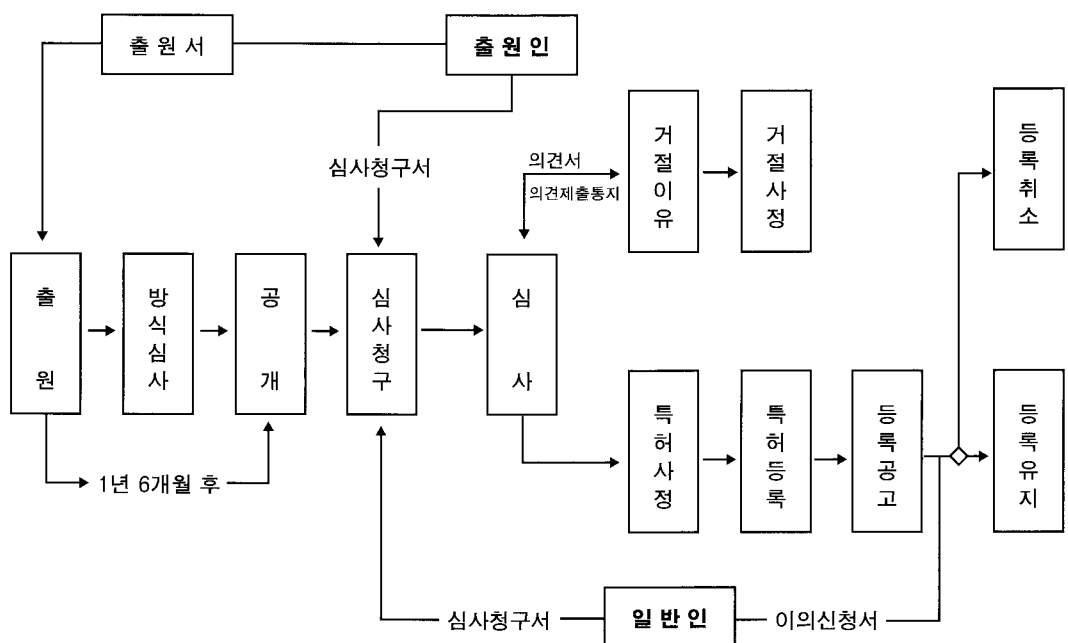 출원서
출원인
심사청구서
의견서
의견제출통지
거절이유
거절사정
등록취소
출원
방식심사
공개
심사청구
심사
1년 6개월 후
특허사정
특허등록
등록공고
등록유지
심사청구서
일반인
이의신청서